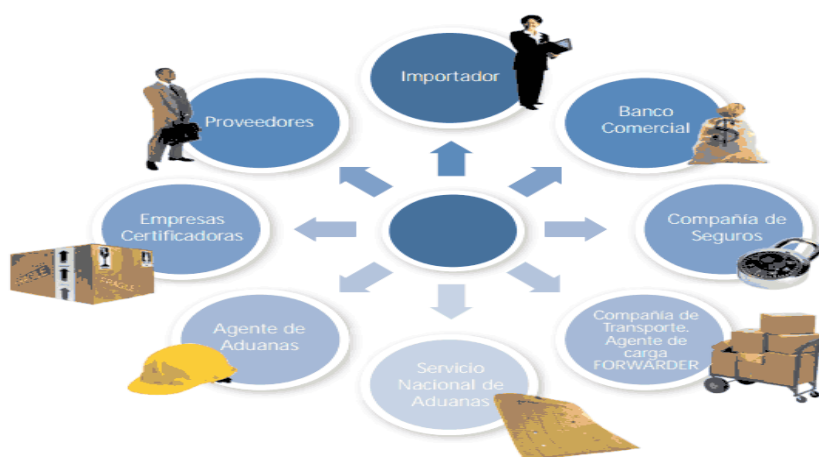 Importador
Banco
Comercial
Compañía de
Seguros
Compañía de
Transporte.
Agente de
carga
FORWARDER
Servicio
Nacional de
Aduanas
Agente de
Aduanas
Empresas
Certificadoras
Proveedores
$
FRAGILE